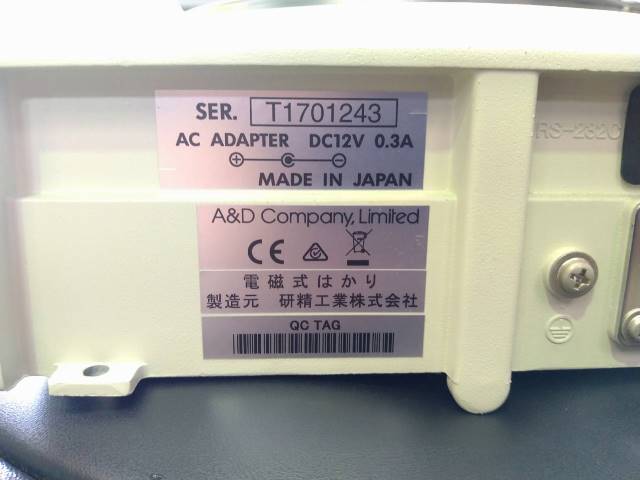 SER. T1701243
AC ADAPTER DC12V 0.3A
MADE IN JAPAN
RS-232C
A&D Company, Limited
CE
電磁式はかり
製造元 研精工業株式会社
QC TAG